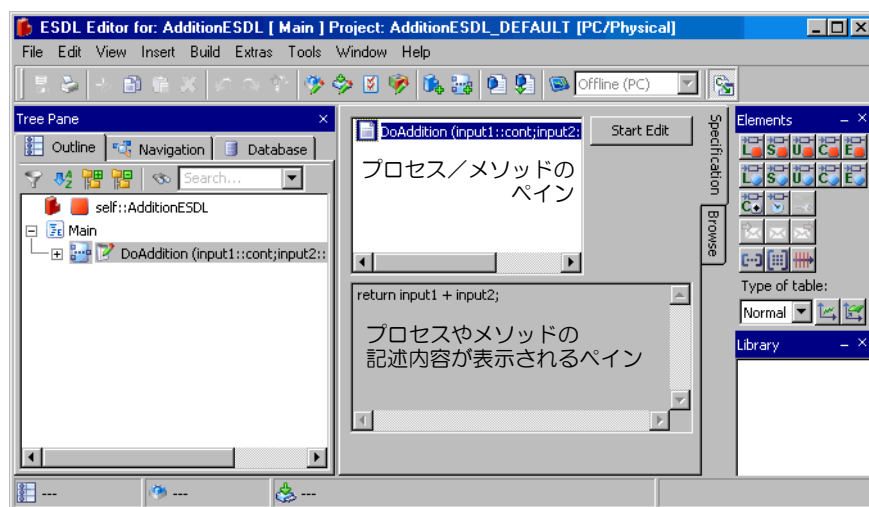 ESDL Editor for: AdditionESDL [ Main ] Project: AdditionESDL_DEFAULT [PC/Physical]
File Edit View Insert Build Extras Tools Window Help
Offline (PC)
Tree Pane
Outline Navigation Database
Search...
self::AdditionESDL
Main
DoAddition (input1::cont;input2::
DoAddition (input1::cont;input2:
Start Edit
プロセス／メソッドの
ペイン
return input1 + input2;
プロセスやメソッドの
記述内容が表示されるペイン
Specification
Browse
Elements
L S U C E
L S U C E
C
Type of table:
Normal
Library
--- --- ---